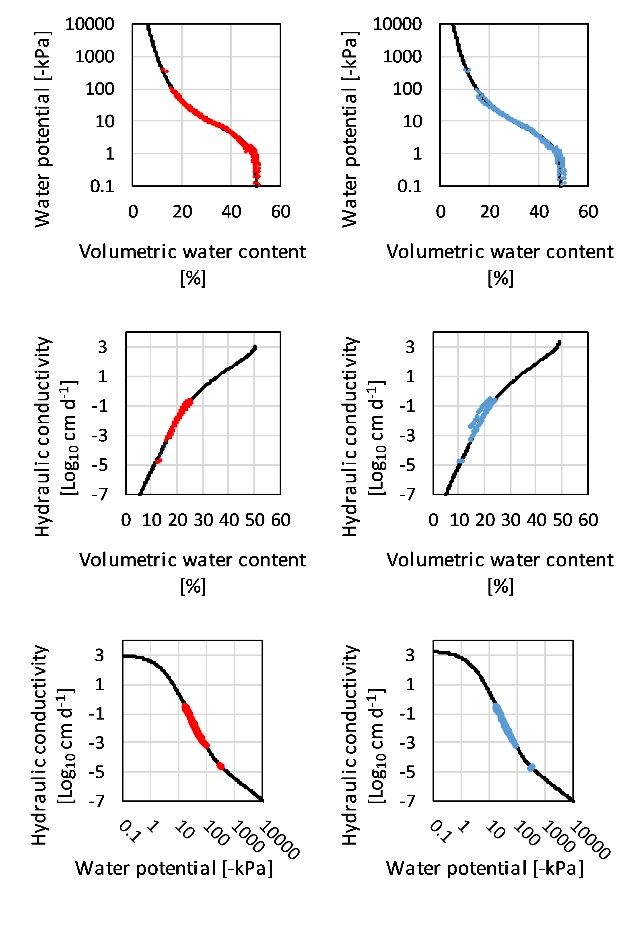 Water potential [-kPa]
10000
1000
100
10
1
0.1
0 20 40 60
Volumetric water content
[%]
Water potential [-kPa]
10000
1000
100
10
1
0.1
0 20 40 60
Volumetric water content
[%]
Hydraulic conductivity
[Log10 cm d-1]
3
1
-1
-3
-5
-7
0 10 20 30 40 50 60
Volumetric water content
[%]
Hydraulic conductivity
[Log10 cm d-1]
3
1
-1
-3
-5
-7
0 10 20 30 40 50 60
Volumetric water content
[%]
Hydraulic conductivity
[Log10 cm d-1]
3
1
-1
-3
-5
-7
0.1 1 10 100 1000 10000
Water potential [-kPa]
Hydraulic conductivity
[Log10 cm d-1]
3
1
-1
-3
-5
-7
0.1 1 10 100 1000 10000
Water potential [-kPa]